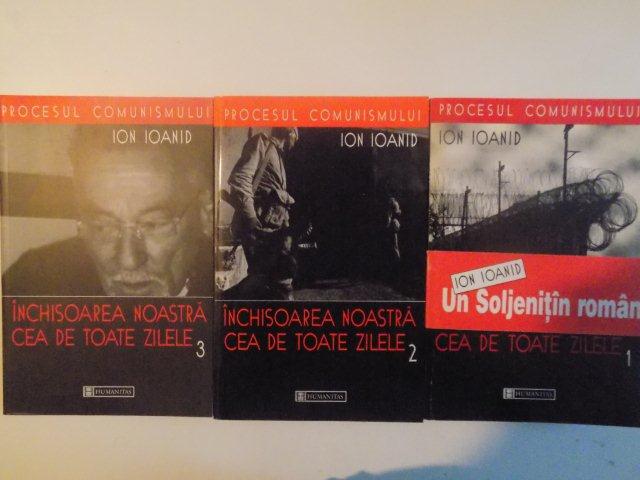 PROCESUL COMUNISMULUI
ION IOANID
ÎNCHISOAREA NOASTRĂ
CEA DE TOATE ZILELE 3
HUMANITAS
PROCESUL COMUNISMULUI
ION IOANID
ÎNCHISOAREA NOASTRĂ
CEA DE TOATE ZILELE 2
HUMANITAS
PROCESUL COMUNISMULUI
ION IOANID
ION IOANID
Un Soljenițîn român
CEA DE TOATE ZILELE 1
HUMANITAS